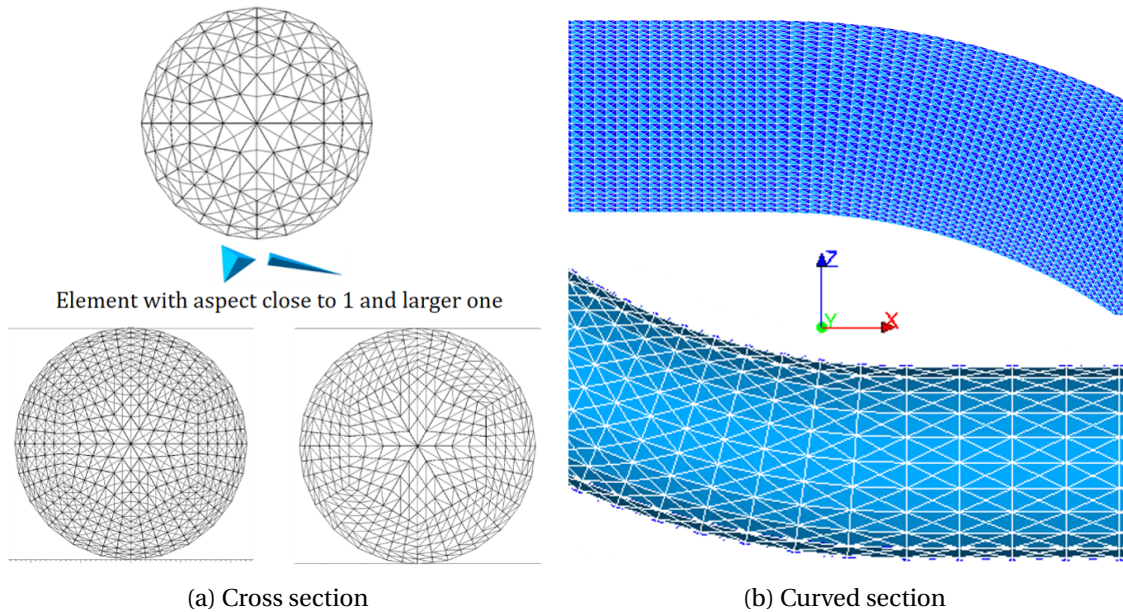 Element with aspect close to 1 and larger one
Z
Y
X
(a) Cross section
(b) Curved section